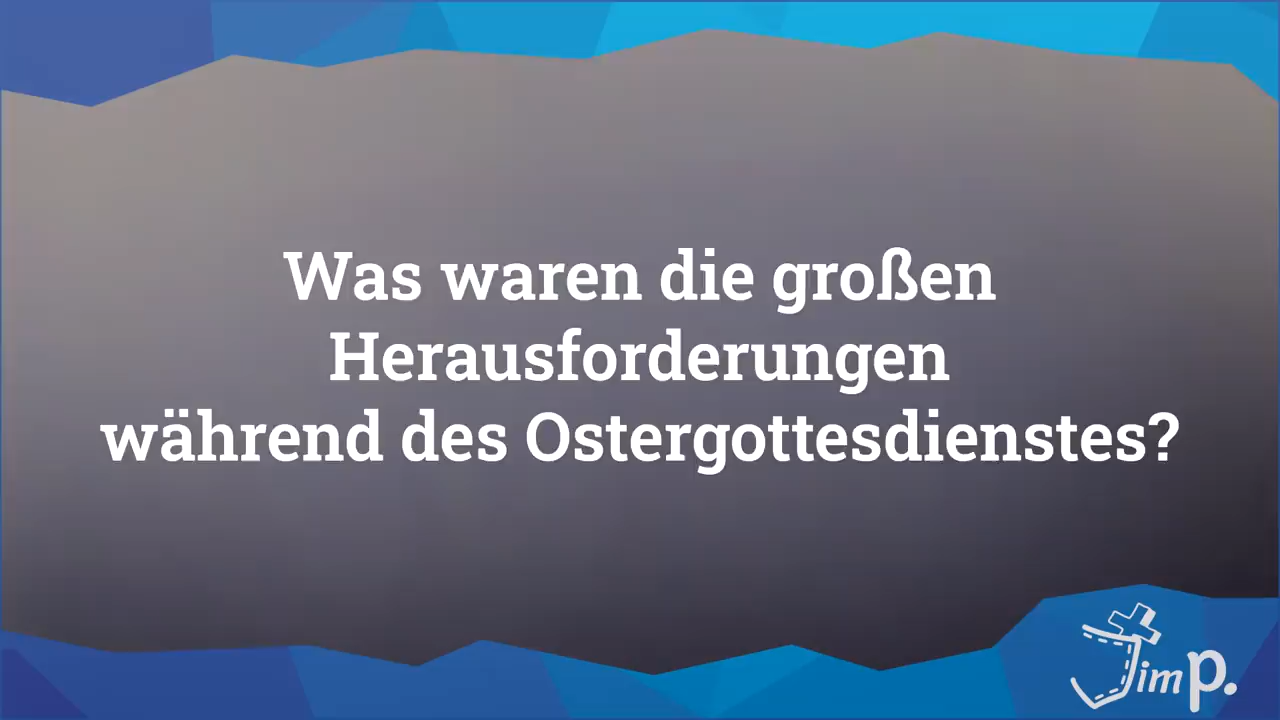 Was waren die großen
Herausforderungen
während des Ostergottesdienstes?
Jim P.